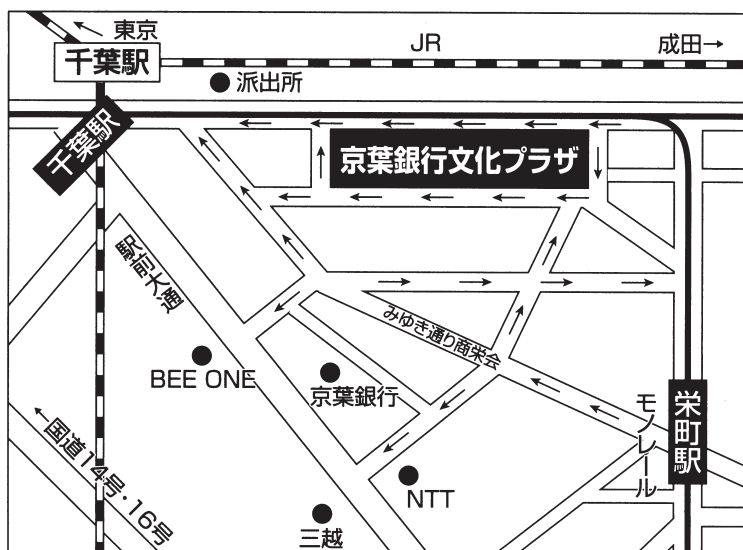 東京
千葉駅
JR
成田→
派出所
千葉駅
京葉銀行文化プラザ
駅前大通
みゆき通り商栄会
BEE ONE
京葉銀行
栄町駅
モノレール
←国道14号・16号
NTT
三越